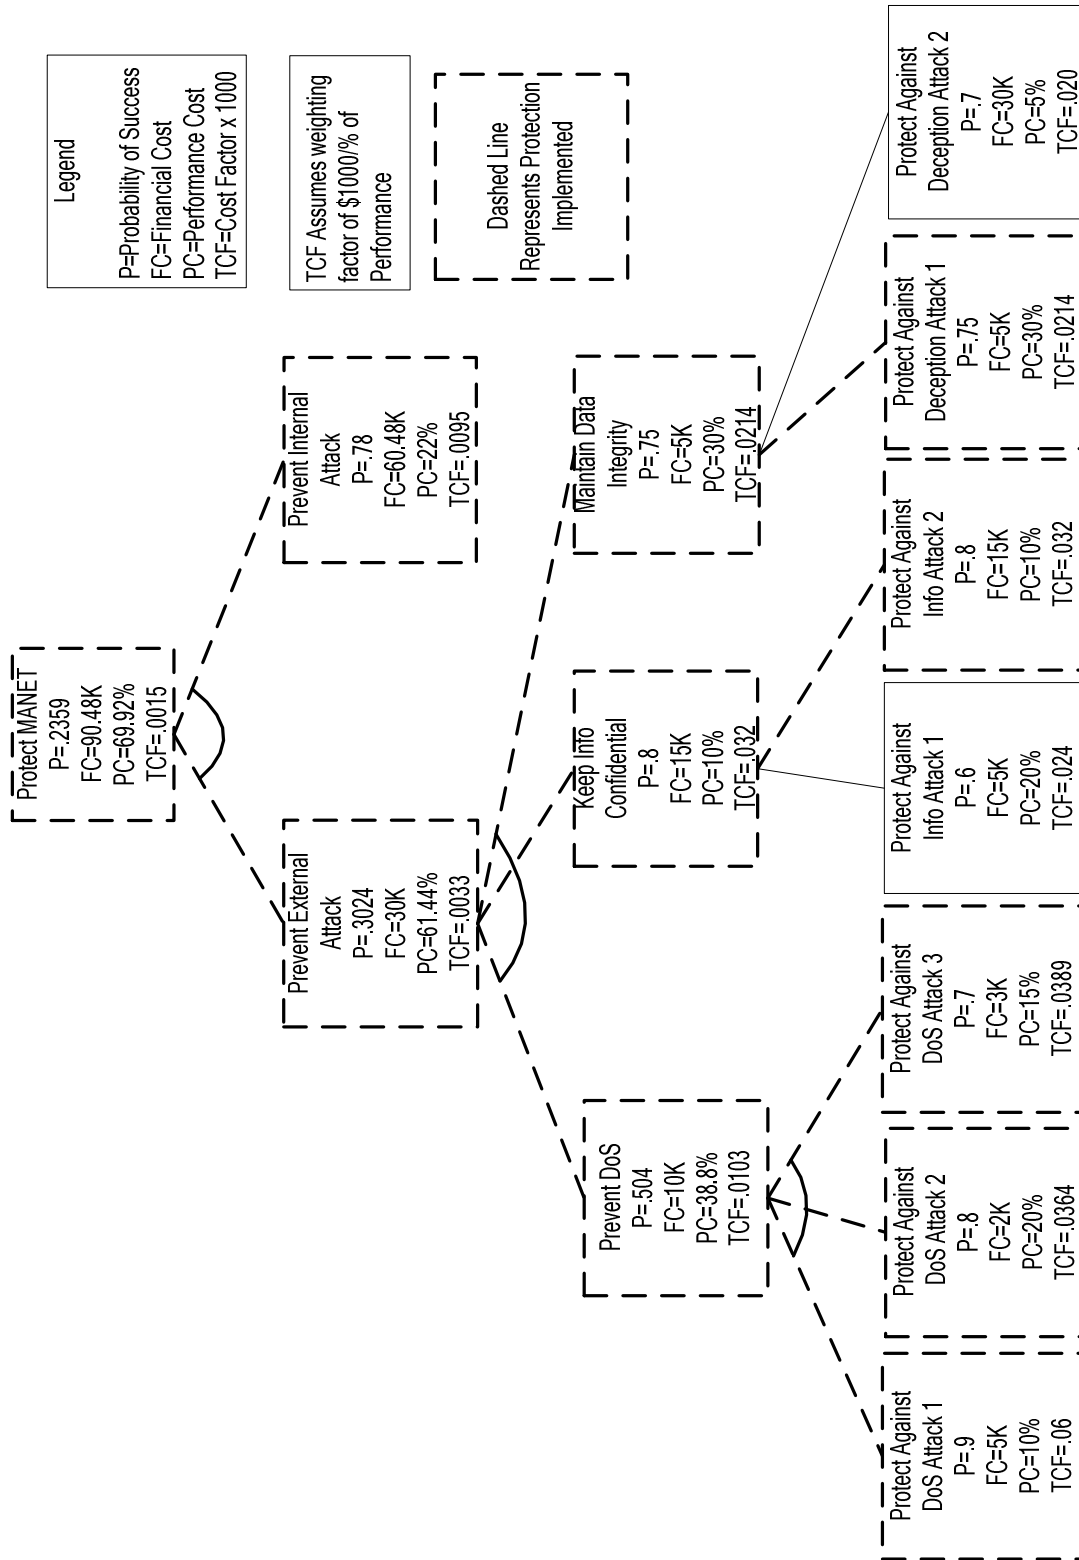 Legend
P=Probability of Success
FC=Financial Cost
PC=Performance Cost
TCF=Cost Factor x 1000
TCF Assumes weighting
factor of $1000/% of
Performance
Dashed Line
Represents Protection
Implemented
Protect MANET
P=.2359
FC=90.48K
PC=69.92%
TCF=.0015
Prevent External
Attack
P=.3024
FC=30K
PC=61.44%
TCF=.0033
Prevent Internal
Attack
P=.78
FC=60.48K
PC=22%
TCF=.0095
Prevent DoS
P=.504
FC=10K
PC=38.8%
TCF=.0103
Keep Info
Confidential
P=.8
FC=15K
PC=10%
TCF=.032
Maintain Data
Integrity
P=.75
FC=5K
PC=30%
TCF=.0214
Protect Against
DoS Attack 1
P=.9
FC=5K
PC=10%
TCF=.06
Protect Against
DoS Attack 2
P=.8
FC=2K
PC=20%
TCF=.0364
Protect Against
DoS Attack 3
P=.7
FC=3K
PC=15%
TCF=.0389
Protect Against
Info Attack 1
P=.6
FC=5K
PC=20%
TCF=.024
Protect Against
Info Attack 2
P=.8
FC=15K
PC=10%
TCF=.032
Protect Against
Deception Attack 1
P=.75
FC=5K
PC=30%
TCF=.0214
Protect Against
Deception Attack 2
P=.7
FC=30K
PC=5%
TCF=.020